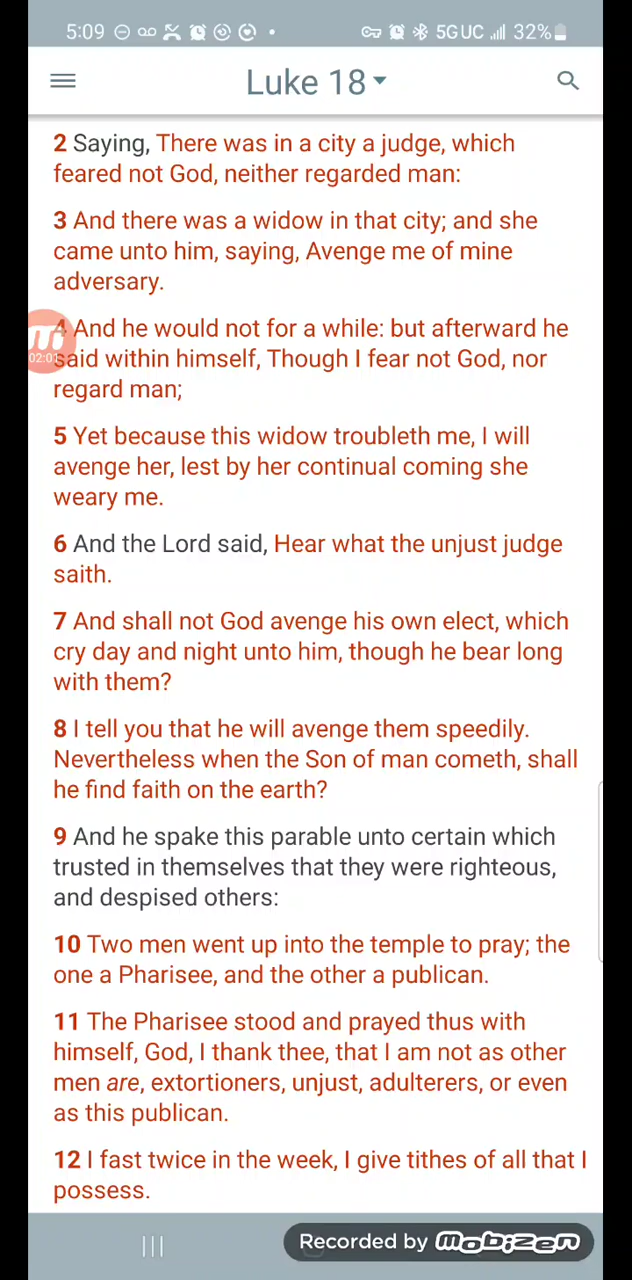 5:09 5GUC 32%
Luke 18
2 Saying, There was in a city a judge, which
feared not God, neither regarded man:
3 And there was a widow in that city; and she
came unto him, saying, Avenge me of mine
adversary.
4 And he would not for a while: but afterward he
said within himself, Though I fear not God, nor
regard man;
5 Yet because this widow troubleth me, I will
avenge her, lest by her continual coming she
weary me.
6 And the Lord said, Hear what the unjust judge
saith.
7 And shall not God avenge his own elect, which
cry day and night unto him, though he bear long
with them?
8 I tell you that he will avenge them speedily.
Nevertheless when the Son of man cometh, shall
he find faith on the earth?
9 And he spake this parable unto certain which
trusted in themselves that they were righteous,
and despised others:
10 Two men went up into the temple to pray; the
one a Pharisee, and the other a publican.
11 The Pharisee stood and prayed thus with
himself, God, I thank thee, that I am not as other
men are, extortioners, unjust, adulterers, or even
as this publican.
12 I fast twice in the week, I give tithes of all that I
possess.
Recorded by mobizen